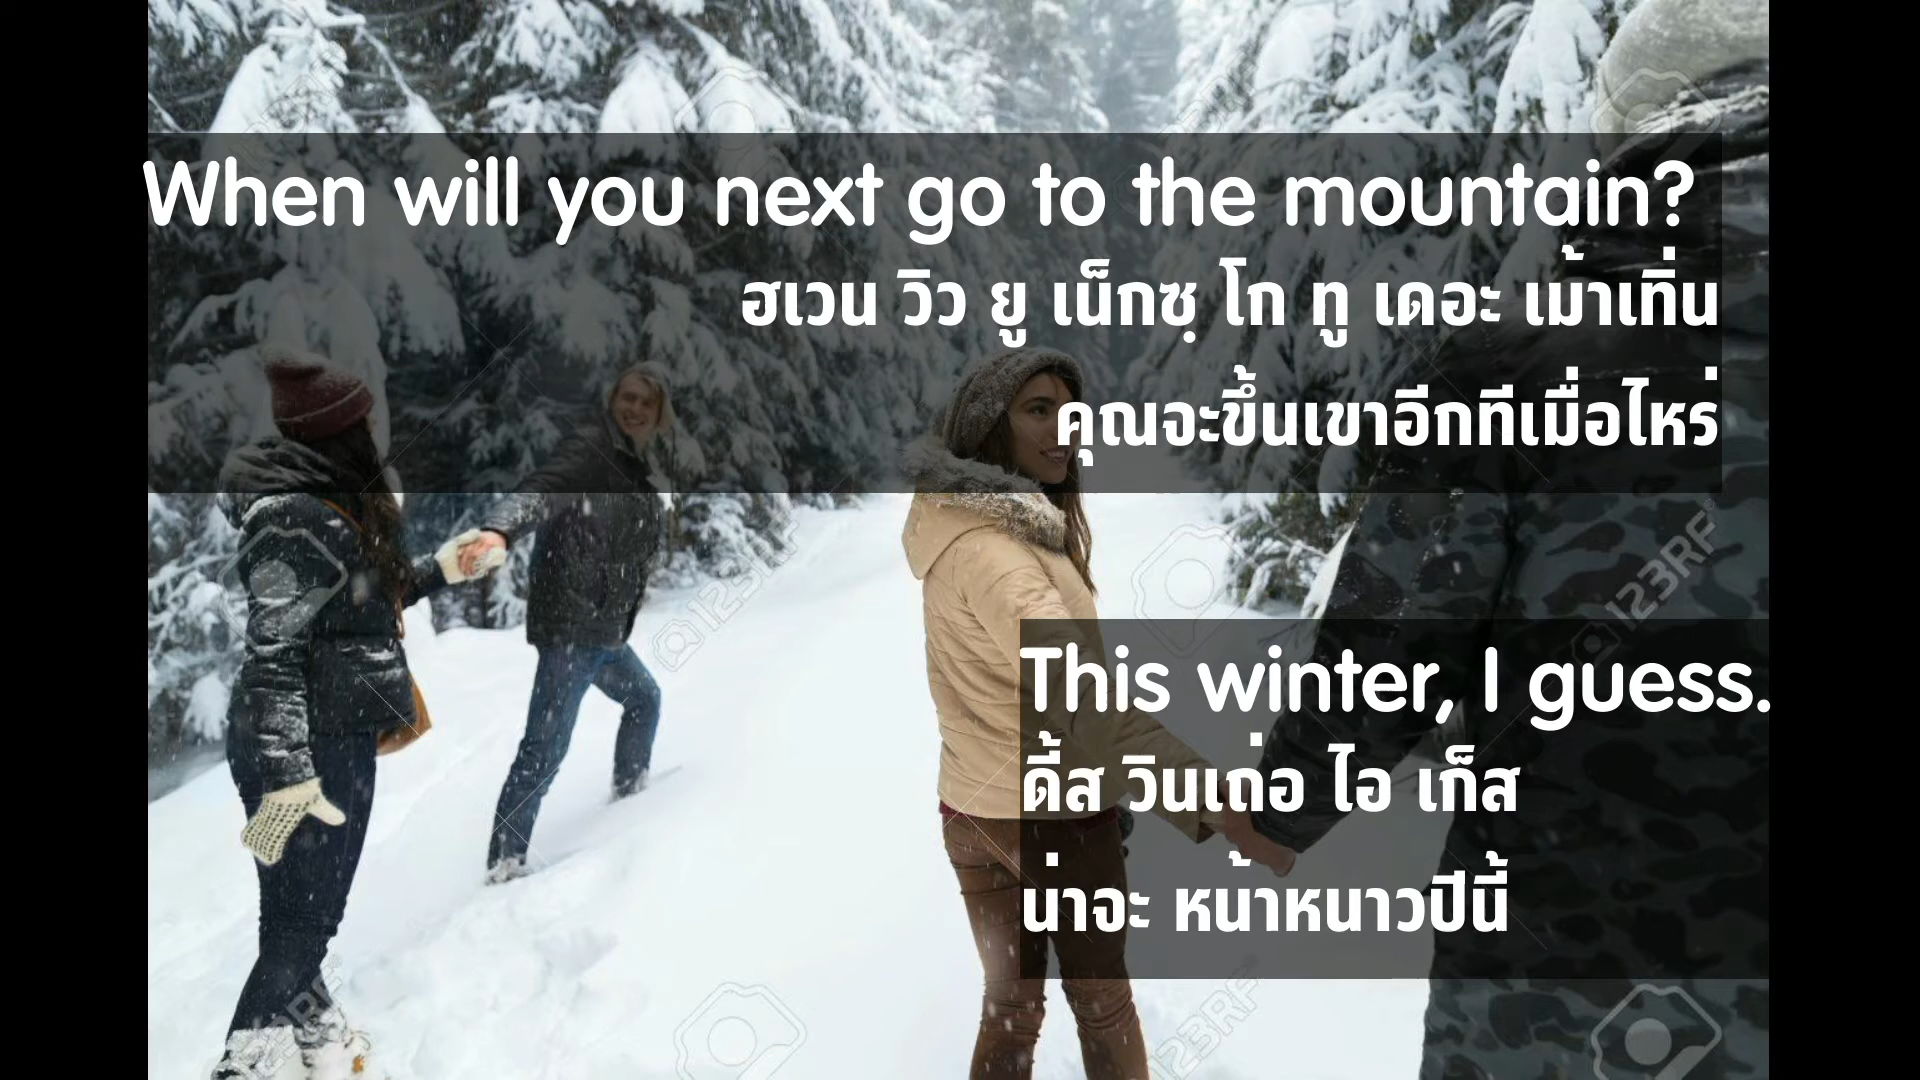 When will you next go to the mountain?
ฮเวน วิว ยู เน็กซฺ โก ทู เดอะ เม้าเทิ่น
คุณจะขึ้นเขาอีกทีเมื่อไหร่
This winter, I guess.
ดี้ส วินเถ่อ ไอ เก็ส
น่าจะ หน้าหนาวปีนี้
123RF
123RF
123RF
123RF